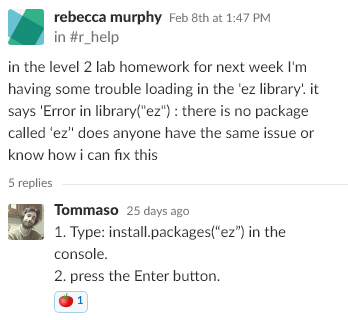 rebecca murphy Feb 8th at 1:47 PM
in #r_help
in the level 2 lab homework for next week I'm
having some trouble loading in the 'ez library'. it
says 'Error in library("ez") : there is no package
called ‘ez’' does anyone have the same issue or
know how i can fix this
5 replies
Tommaso 25 days ago
1. Type: install.packages(“ez”) in the
console.
2. press the Enter button.
1